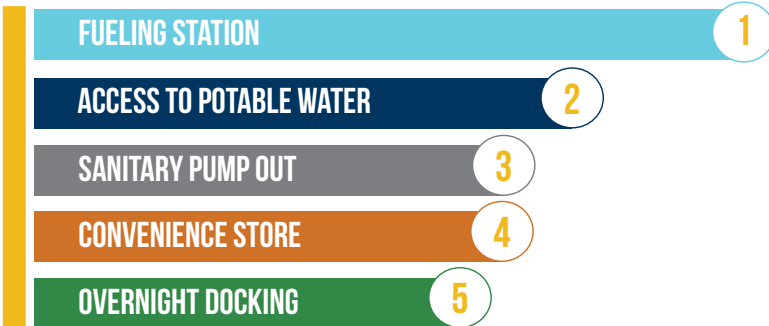 FUELING STATION 1
ACCESS TO POTABLE WATER 2
SANITARY PUMP OUT 3
CONVENIENCE STORE 4
OVERNIGHT DOCKING 5